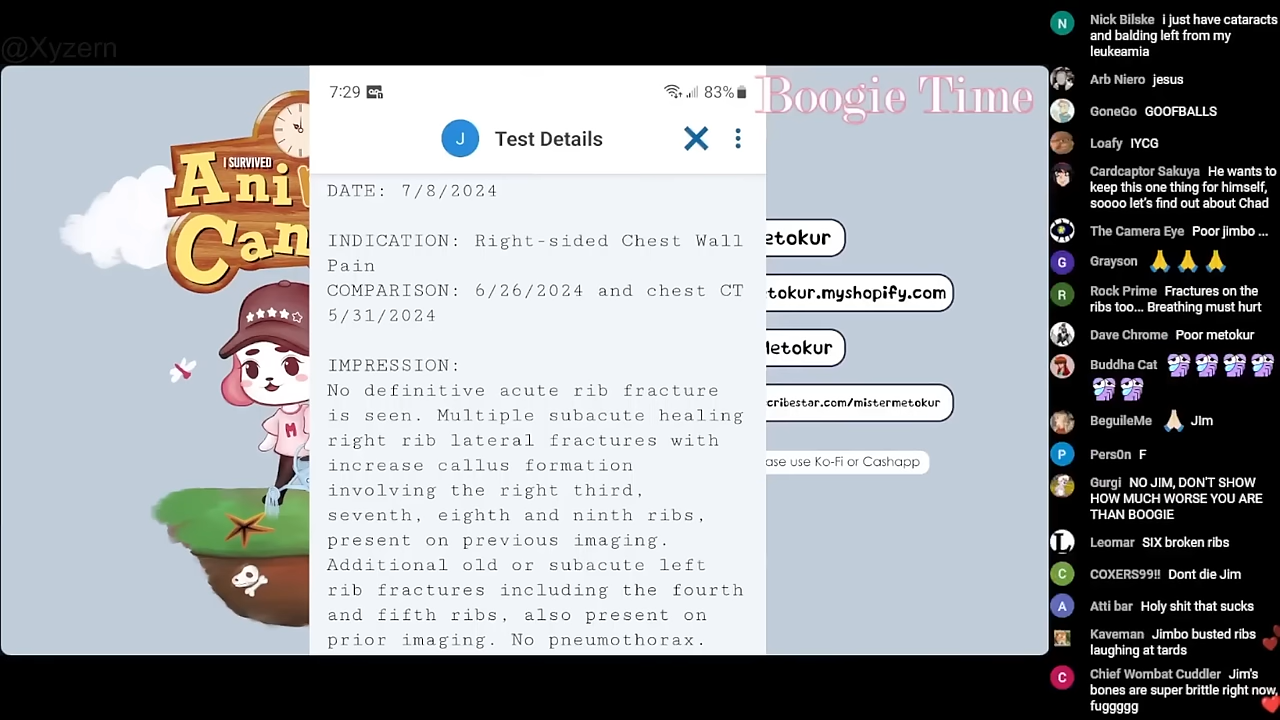 @Xyzern
7:29
83%
J
Test Details
DATE: 7/8/2024
INDICATION: Right-sided Chest Wall
Pain
COMPARISON: 6/26/2024 and chest CT
5/31/2024
IMPRESSION:
No definitive acute rib fracture
is seen. Multiple subacute healing
right rib lateral fractures with
increase callus formation
involving the right third,
seventh, eighth and ninth ribs,
present on previous imaging.
Additional old or subacute left
rib fractures including the fourth
and fifth ribs, also present on
prior imaging. No pneumothorax.
I SURVIVED
Ani
Can
M
Boogie Time
etokur
tokur.myshopify.com
Metokur
cribestar.com/mistermetokur
ase use Ko-Fi or Cashapp
N
Nick Bilske i just have cataracts
and balding left from my
leukeamia
Arb Niero jesus
GoneGo GOOFBALLS
Loafy IYCG
Cardcaptor Sakuya He wants to
keep this one thing for himself,
soooo let's find out about Chad
The Camera Eye Poor jimbo ...
G
Grayson
R
Rock Prime Fractures on the
ribs too... Breathing must hurt
Dave Chrome Poor metokur
Buddha Cat
BeguileMe JIm
P
Pers0n F
Gurgi NO JIM, DON'T SHOW
HOW MUCH WORSE YOU ARE
THAN BOOGIE
Leomar SIX broken ribs
C
COXERS99!! Dont die Jim
A
Atti bar Holy shit that sucks
Kaveman Jimbo busted ribs
laughing at tards
C
Chief Wombat Cuddler Jim's
bones are super brittle right now,
fuggggg